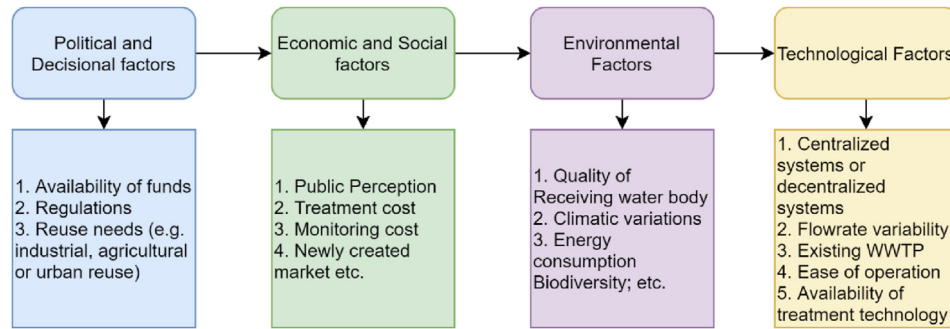 Political and
Decisional factors
Economic and Social
factors
Environmental
Factors
Technological Factors
1. Availability of funds
2. Regulations
3. Reuse needs (e.g.
industrial, agricultural
or urban reuse)
1. Public Perception
2. Treatment cost
3. Monitoring cost
4. Newly created
market etc.
1. Quality of
Receiving water body
2. Climatic variations
3. Energy
consumption
Biodiversity; etc.
1. Centralized
systems or
decentralized
systems
2. Flowrate variability
3. Existing WWTP
4. Ease of operation
5. Availability of
treatment technology